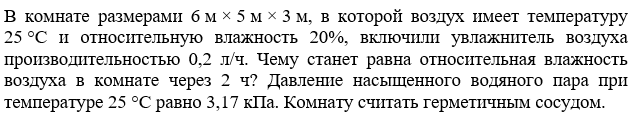 В комнате размерами 6 м × 5 м × 3 м, в которой воздух имеет температуру
25 °С и относительную влажность 20%, включили увлажнитель воздуха
производительностью 0,2 л/ч. Чему станет равна относительная влажность
воздуха в комнате через 2 ч? Давление насыщенного водяного пара при
температуре 25 °С равно 3,17 кПа. Комнату считать герметичным сосудом.